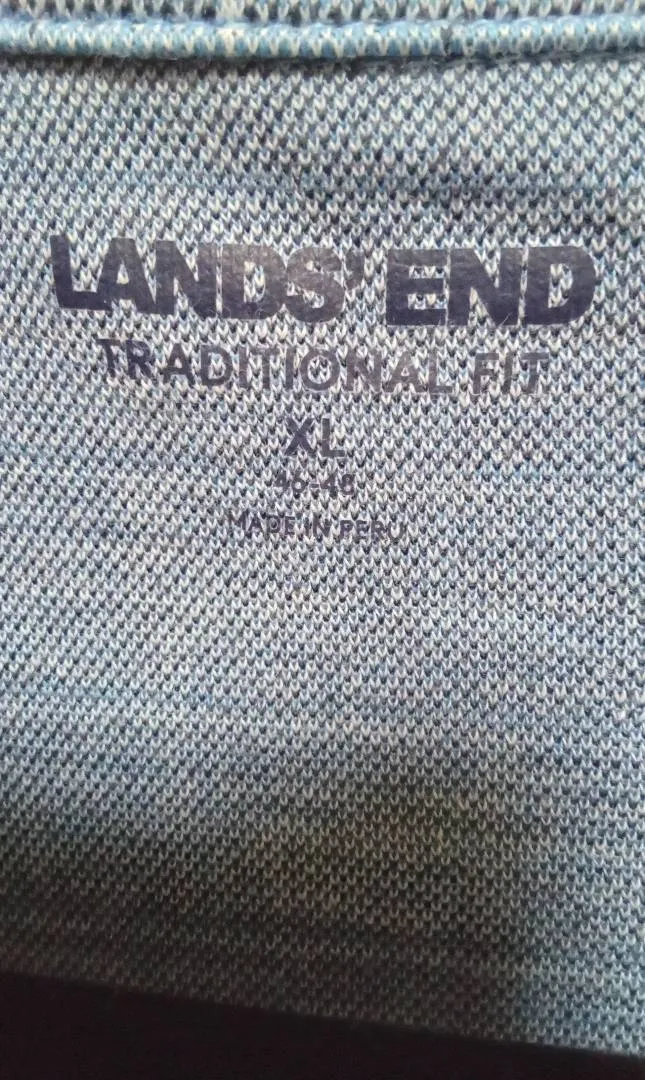 LANDS' END
TRADITIONAL FIT
XL
46-48
MADE IN PERU